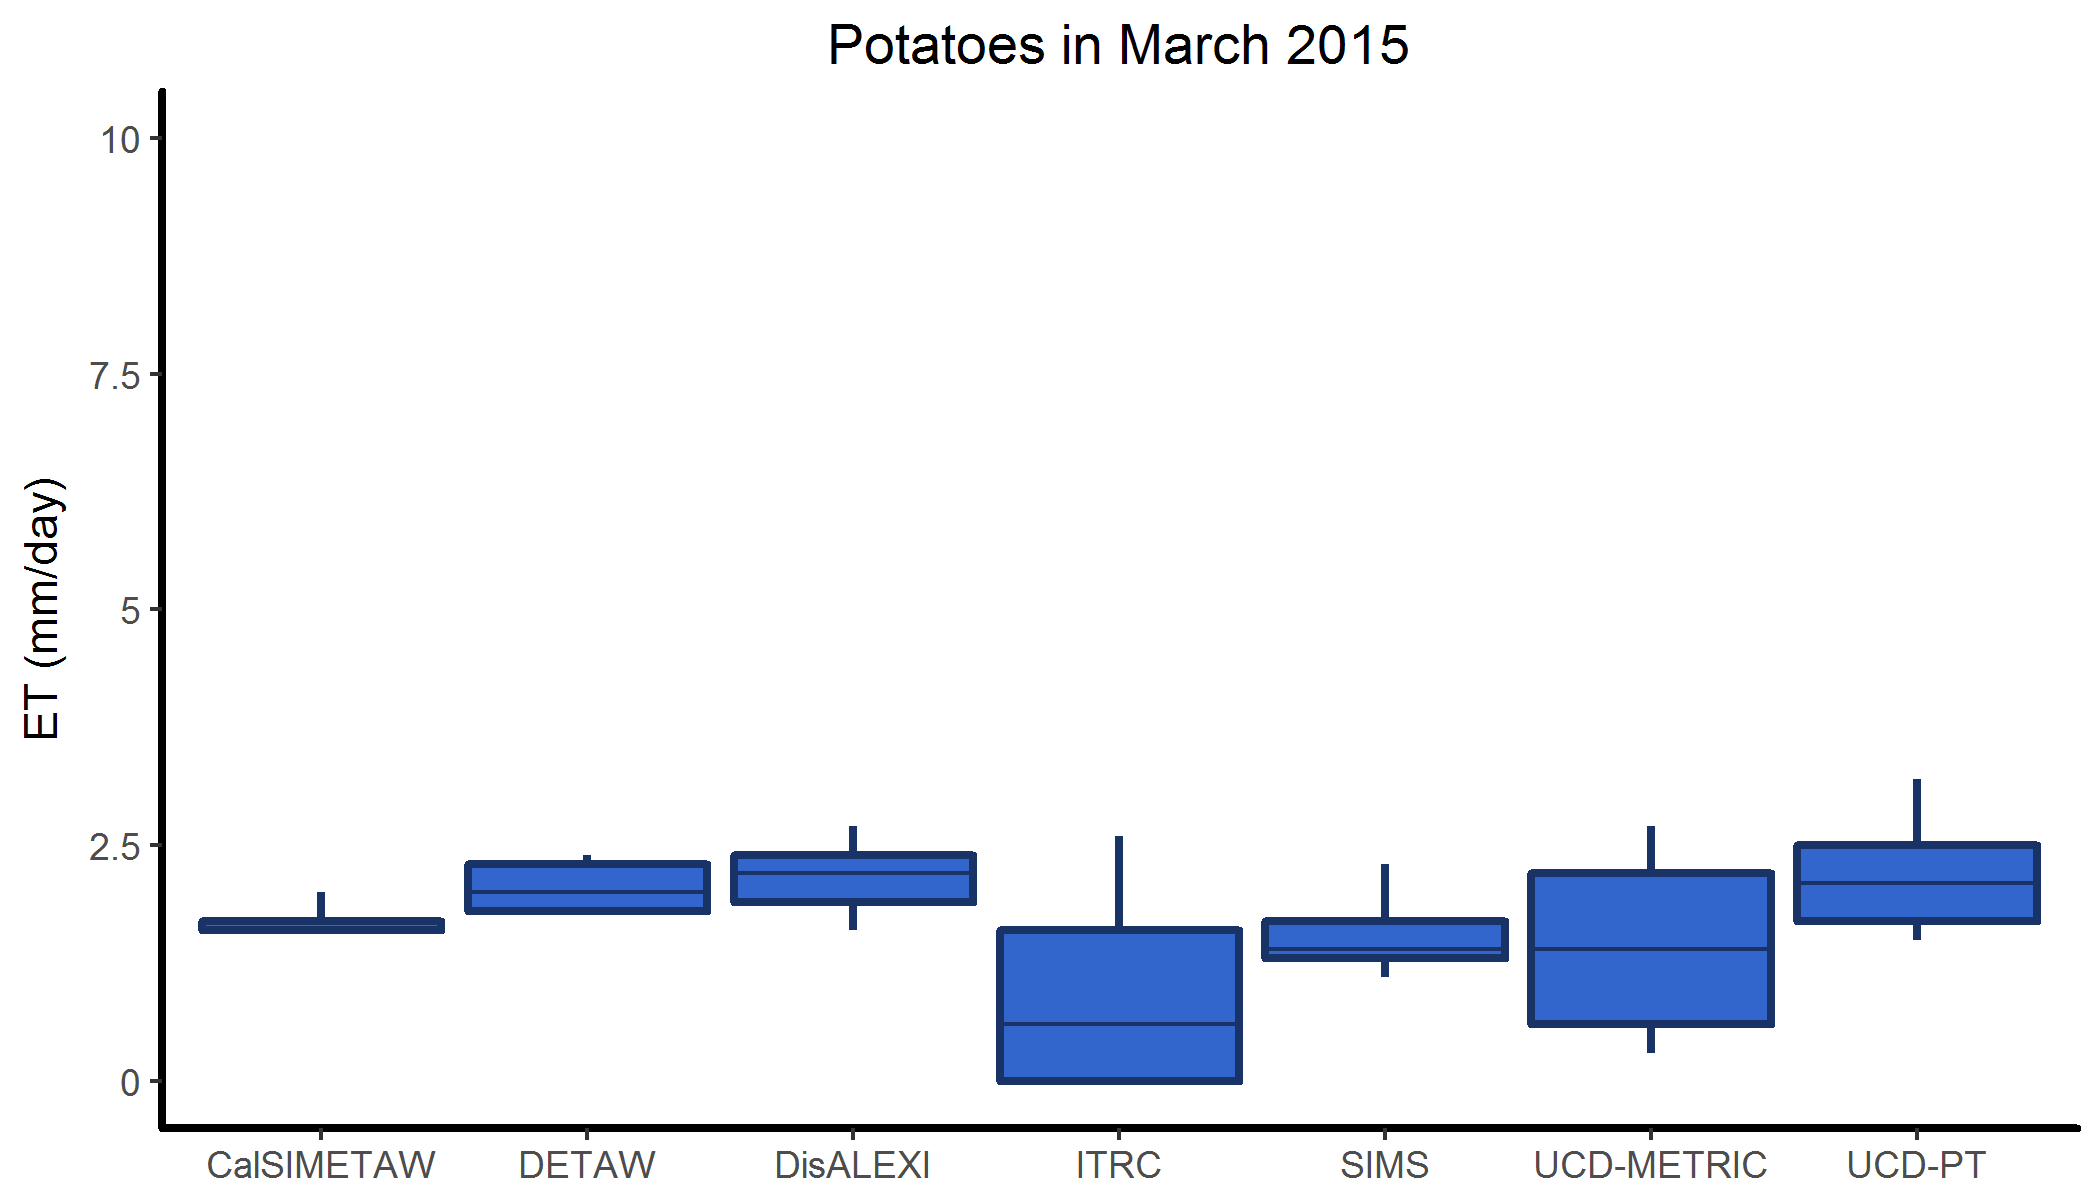 Potatoes in March 2015
ET (mm/day)
10
7.5
5
2.5
0
CalSIMETAW DETAW DisALEXI ITRC SIMS UCD-METRIC UCD-PT